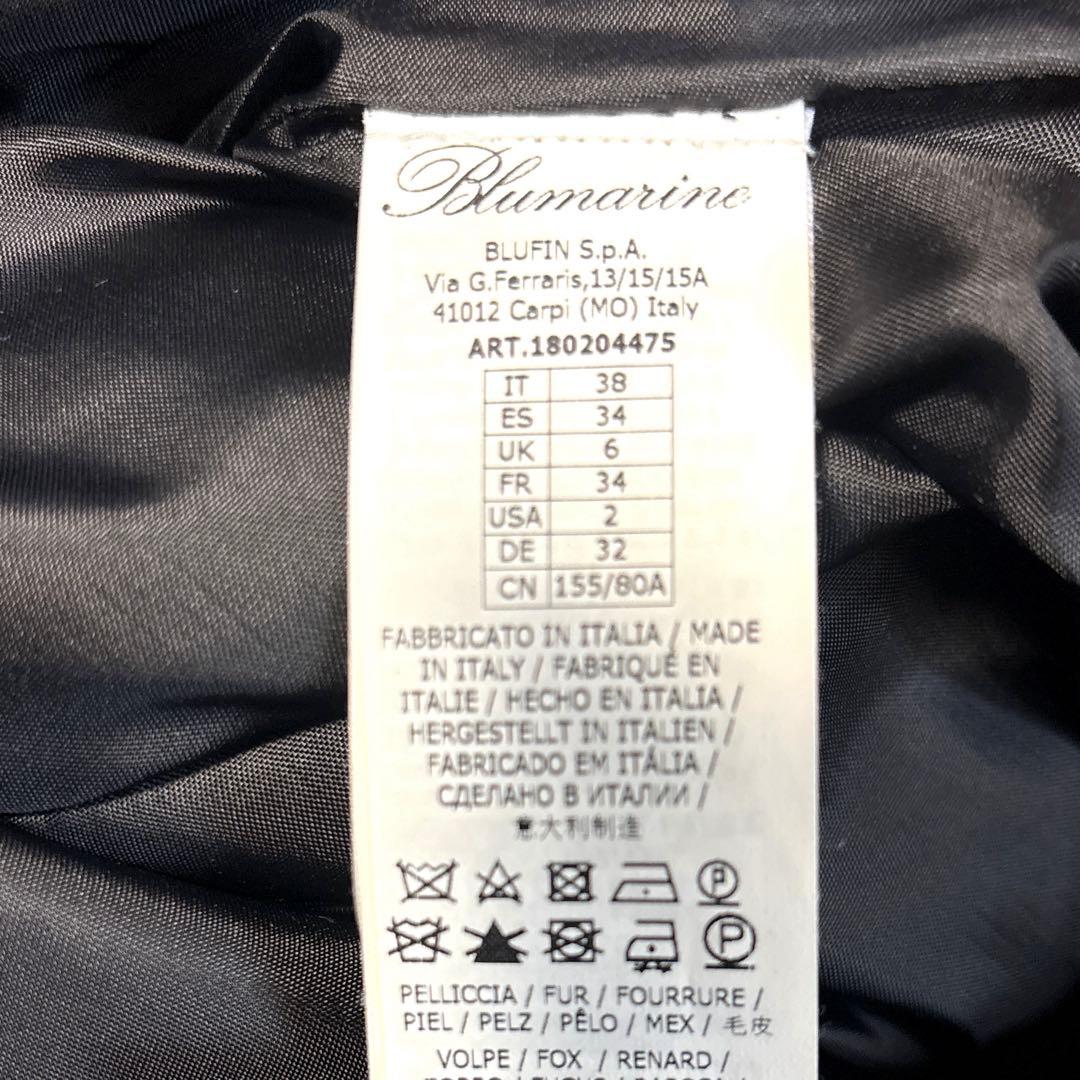 Blumarine
BLUFIN S.p.A.
Via G.Ferraris,13/15/15A
41012 Carpi (MO) Italy
ART.180204475
IT 38
ES 34
UK 6
FR 34
USA 2
DE 32
CN 155/80A
FABBRICATO IN ITALIA / MADE
IN ITALY / FABRIQUÉ EN
ITALIE / HECHO EN ITALIA /
HERGESTELLT IN ITALIEN /
FABRICADO EM ITÁLIA /
СДЕЛАНО В ИТАЛИИ /
意大利制造
P
P
PELLICCIA / FUR / FOURRURE /
PIEL / PELZ / PÊLO / MEX / 毛皮
VOLPE / FOX / RENARD /